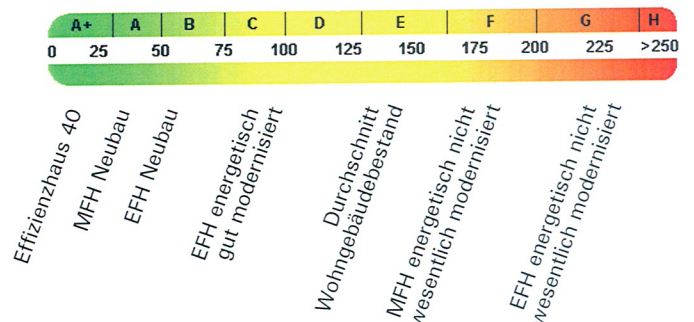 A+ A B C D E F G H
0 25 50 75 100 125 150 175 200 225 >250
Effizienzhaus 40
MFH Neubau
EFH Neubau
EFH energetisch
gut modernisiert
Durchschnitt
Wohngebäudebestand
MFH energetisch nicht
wesentlich modernisiert
EFH energetisch nicht
wesentlich modernisiert